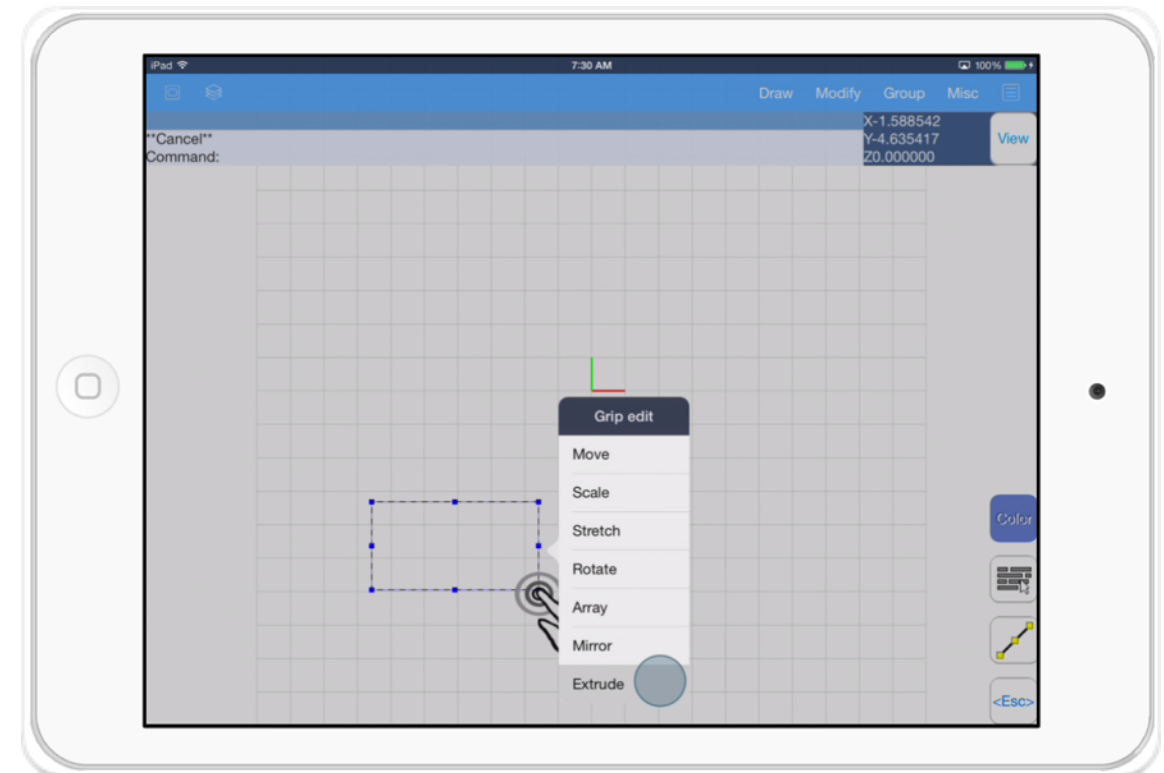 iPad 7:30 AM 100%
Draw Modify Group Misc
**Cancel**
Command:
X-1.588542
Y-4.635417
Z0.000000
View
Grip edit
Move
Scale
Stretch
Rotate
Array
Mirror
Extrude
Color
<Esc>